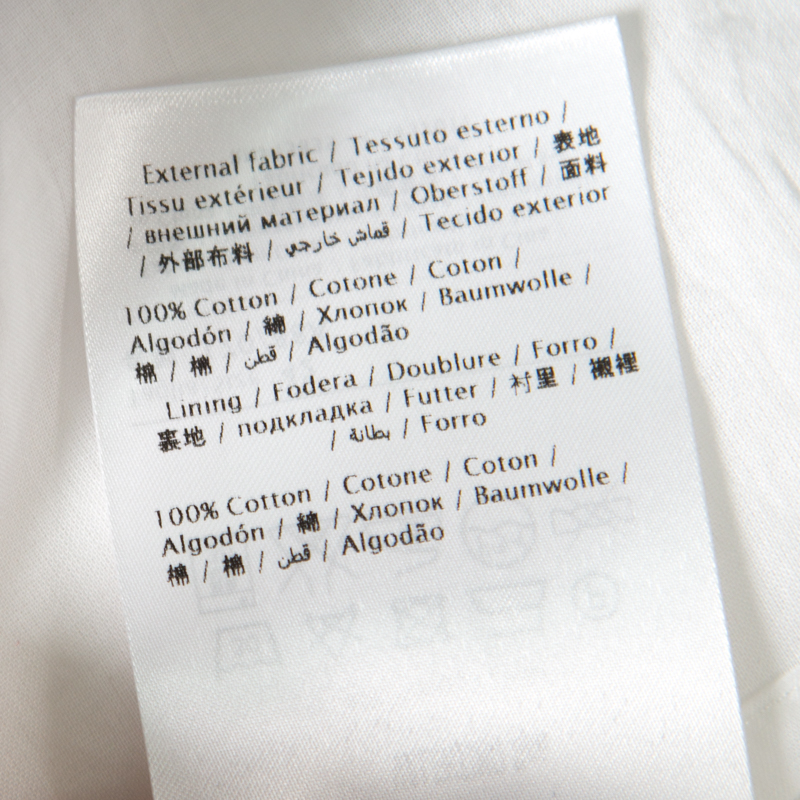 External fabric / Tessuto esterno /
Tissu extérieur / Tejido exterior / 表地
/ внешний материал / Oberstoff / 面料
/ 外部布料 / قماش خارجي / Tecido exterior
100% Cotton / Cotone / Coton /
Algodón / 綿 / Хлопок / Baumwolle /
棉 / 棉 / قطن / Algodão
Lining / Fodera / Doublure / Forro /
裏地 / подкладка / Futter / 衬里 / 襯裡
/ بطانة / Forro
100% Cotton / Cotone / Coton /
Algodón / 綿 / Хлопок / Baumwolle /
棉 / 棉 / قطن / Algodão